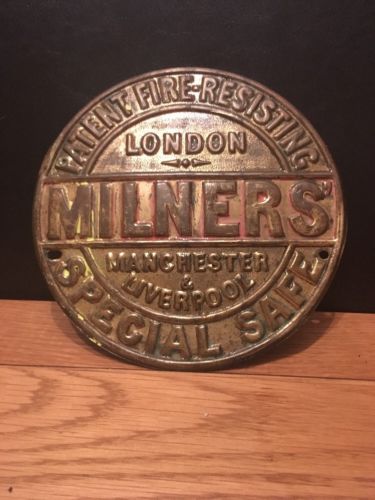 PATENT FIRE-RESISTING
LONDON
MILNERS'
MANCHESTER
&
LIVERPOOL
SPECIAL SAFE